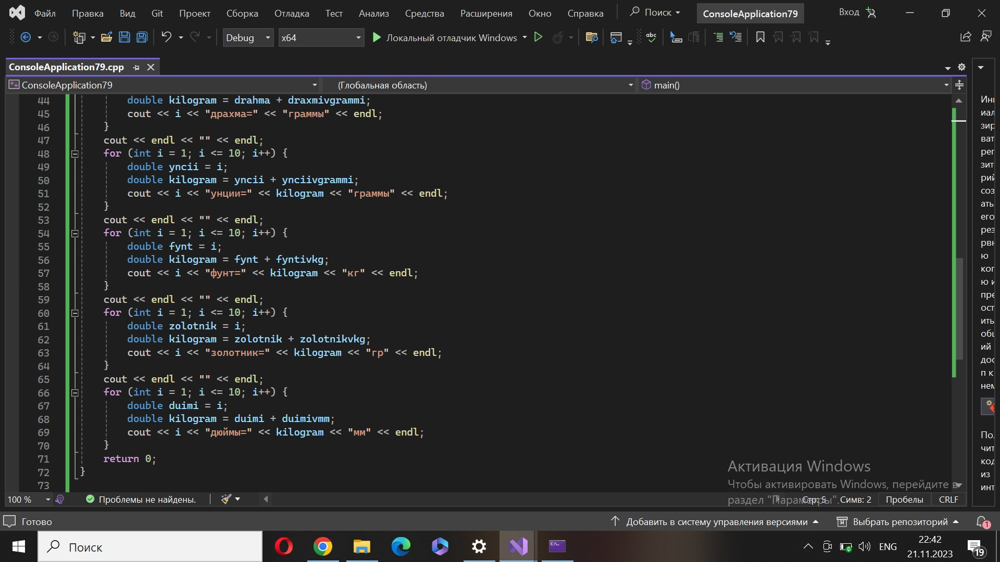 Файл Правка Вид Git Проект Сборка Отладка Тест Анализ Средства Расширения Окно Справка Поиск ConsoleApplication79 Вход
Debug x64 Локальный отладчик Windows
ConsoleApplication79.cpp
ConsoleApplication79 (Глобальная область) main()
44 double kilogram = drahma + draxmivgrammi;
45 cout << i << "драхма=" << "граммы" << endl;
46 }
47 cout << endl << "" << endl;
48 for (int i = 1; i <= 10; i++) {
49 double yncii = i;
50 double kilogram = yncii + ynciivgrammi;
51 cout << i << "унции=" << kilogram << "граммы" << endl;
52 }
53 cout << endl << "" << endl;
54 for (int i = 1; i <= 10; i++) {
55 double fynt = i;
56 double kilogram = fynt + fyntivkg;
57 cout << i << "фунт=" << kilogram << "кг" << endl;
58 }
59 cout << endl << "" << endl;
60 for (int i = 1; i <= 10; i++) {
61 double zolotnik = i;
62 double kilogram = zolotnik + zolotnikvkg;
63 cout << i << "золотник=" << kilogram << "гр" << endl;
64 }
65 cout << endl << "" << endl;
66 for (int i = 1; i <= 10; i++) {
67 double duimi = i;
68 double kilogram = duimi + duimivmm;
69 cout << i << "дюймы=" << kilogram << "мм" << endl;
70 }
71 return 0;
72 }
73
Активация Windows
Чтобы активировать Windows, перейдите в
раздел "Параметры".
100 % Проблемы не найдены. Стр: 5 Симв: 2 Пробелы CRLF
зир
ват
реп
зит
рий
соз
ать
его
рез
рвн
ю
коп
ю и
пре
ост
ить
общ
ий
дос
п к
нем
чит
код
из
инт
Готово Добавить в систему управления версиями Выбрать репозиторий 1
Поиск ENG 22:42
21.11.2023 19